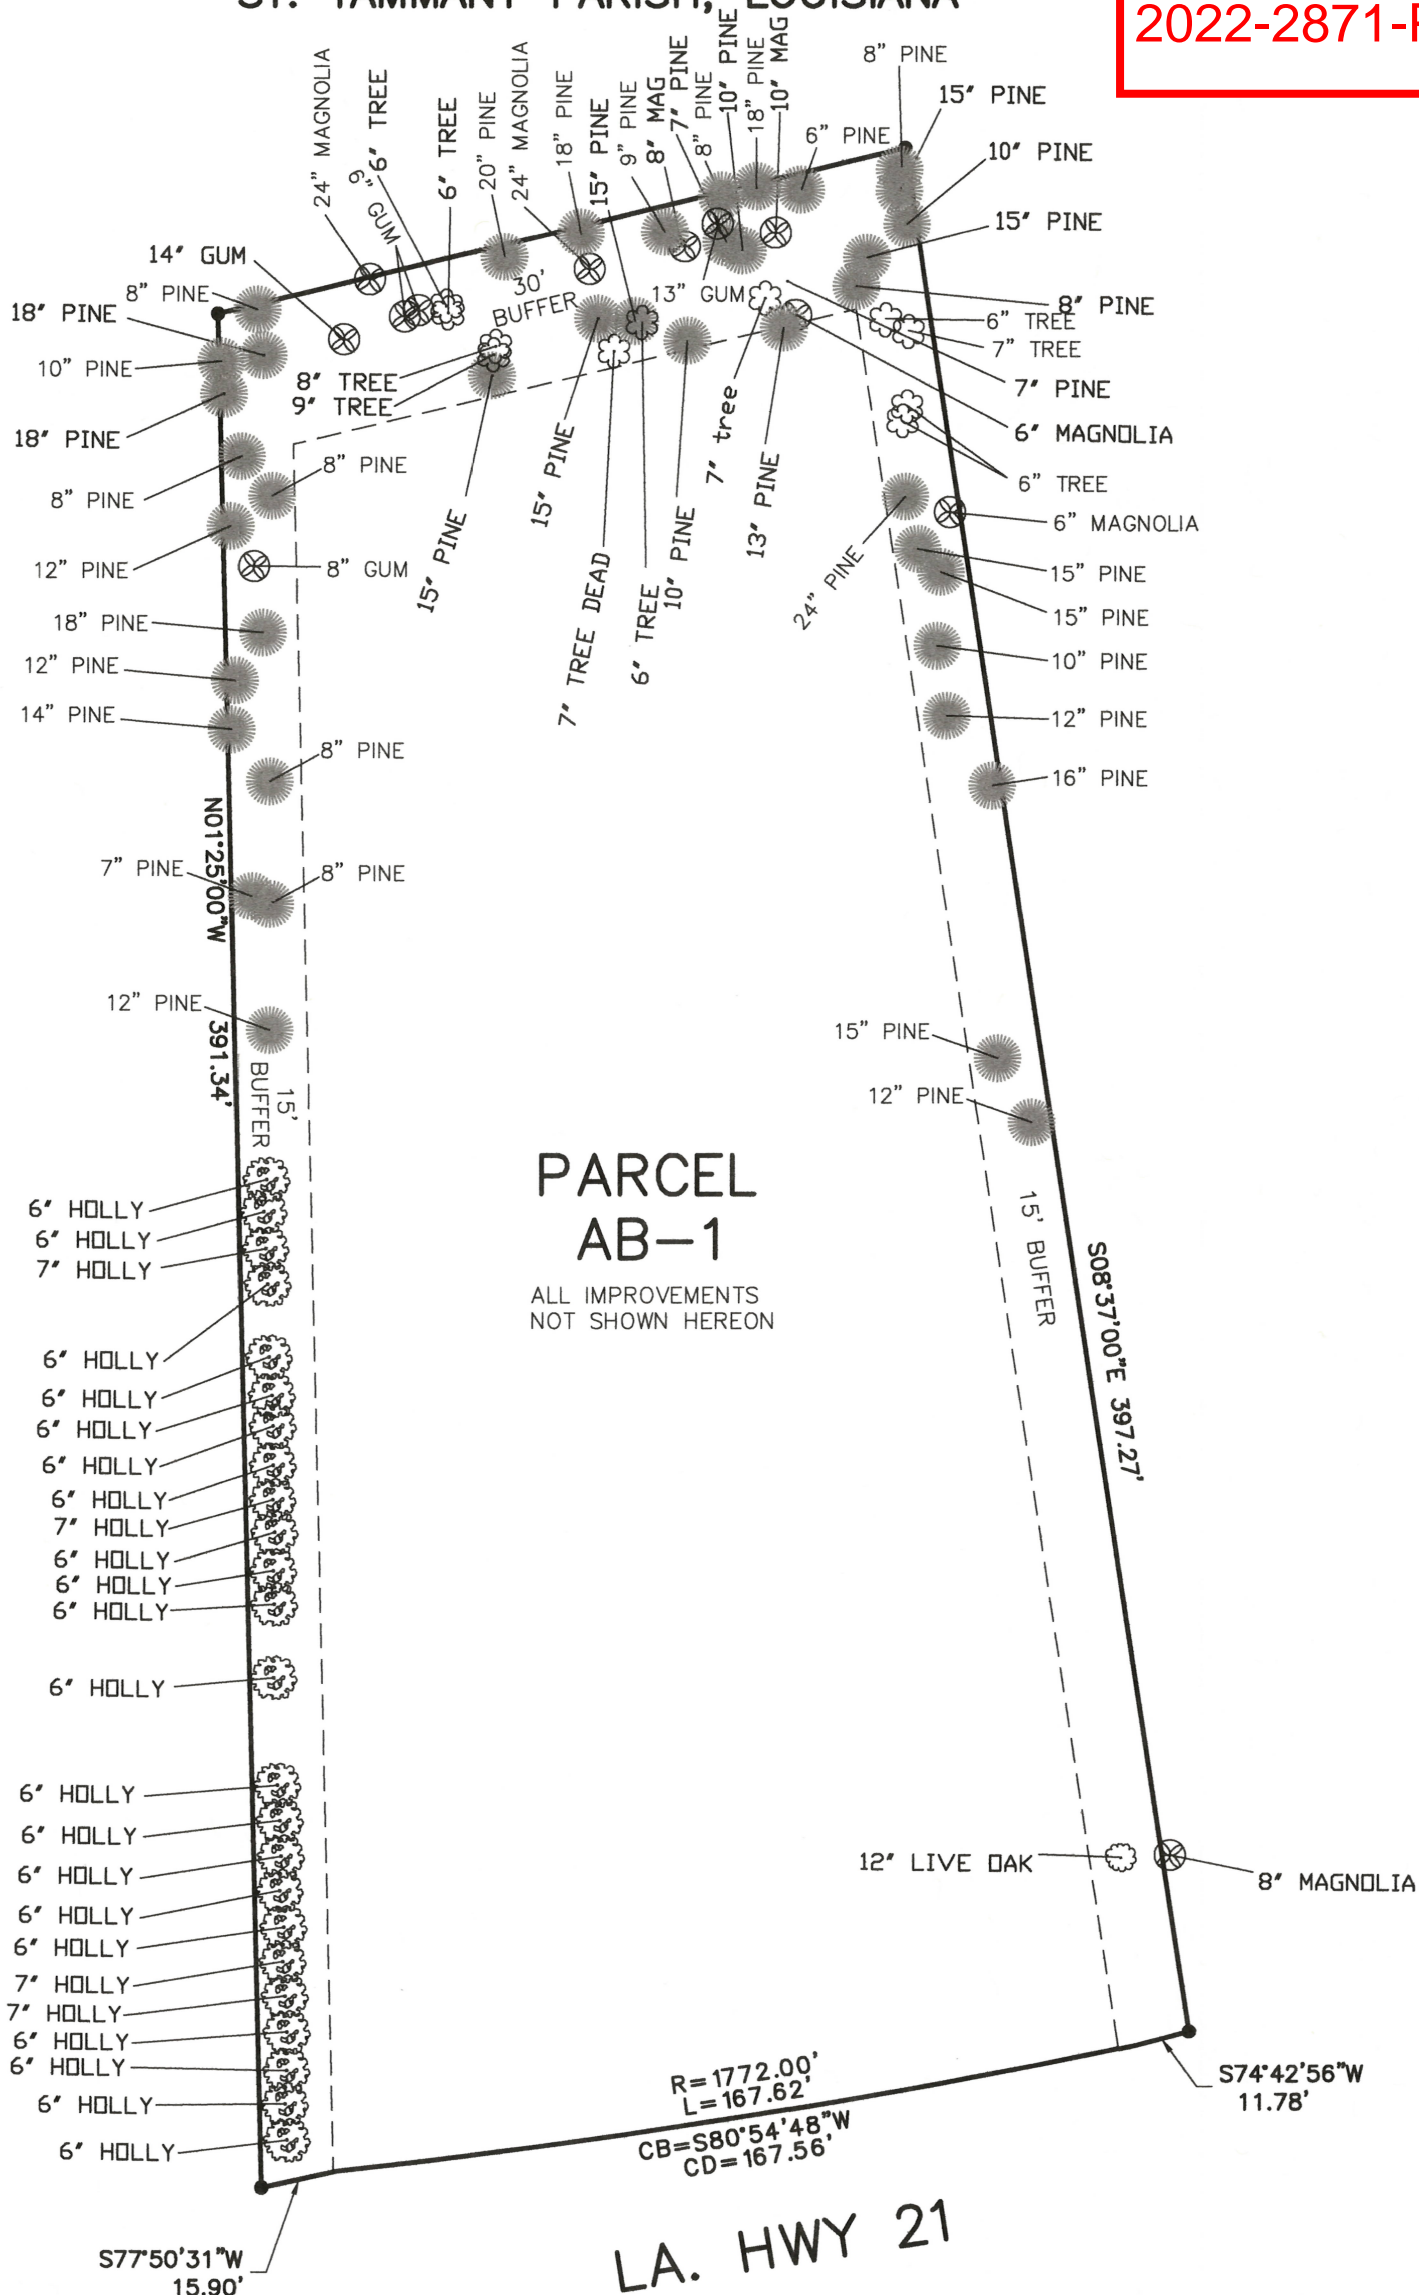 ST. TAMMANY PARISH, LOUISIANA
2022-2871-
24" MAGNOLIA
6" TREE
6" GUM
6" TREE
20" PINE
24" MAGNOLIA
18" PINE
15" PINE
9" PINE
8" MAG
7" PINE
8" PINE
10" PINE
18" PINE
10" MAG
6" PINE
8" PINE
15" PINE
10" PINE
15" PINE
8" PINE
6" TREE
7" TREE
7" PINE
6" MAGNOLIA
6" TREE
6" MAGNOLIA
15" PINE
15" PINE
10" PINE
12" PINE
16" PINE
14" GUM
8" PINE
18" PINE
10" PINE
18" PINE
8" PINE
8" PINE
12" PINE
8" GUM
18" PINE
12" PINE
14" PINE
8" PINE
7" PINE
8" PINE
12" PINE
30'
BUFFER
13" GUM
8" TREE
9" TREE
15" PINE
15" PINE
7" TREE DEAD
6" TREE
10" PINE
7" tree
13" PINE
24" PINE
N01°25'00"W
391.34'
15'
BUFFER
15" PINE
12" PINE
15' BUFFER
S08°37'00"E 397.27'
PARCEL
AB-1
ALL IMPROVEMENTS
NOT SHOWN HEREON
6" HOLLY
6" HOLLY
7" HOLLY
6" HOLLY
6" HOLLY
6" HOLLY
6" HOLLY
6" HOLLY
7" HOLLY
6" HOLLY
6" HOLLY
6" HOLLY
6" HOLLY
6" HOLLY
6" HOLLY
6" HOLLY
6" HOLLY
6" HOLLY
7" HOLLY
7" HOLLY
6" HOLLY
6" HOLLY
6" HOLLY
6" HOLLY
12" LIVE OAK
8" MAGNOLIA
R=1772.00'
L=167.62'
CB=S80°54'48"W
CD=167.56'
S74°42'56"W
11.78'
S77°50'31"W
15.90'
LA. HWY 21